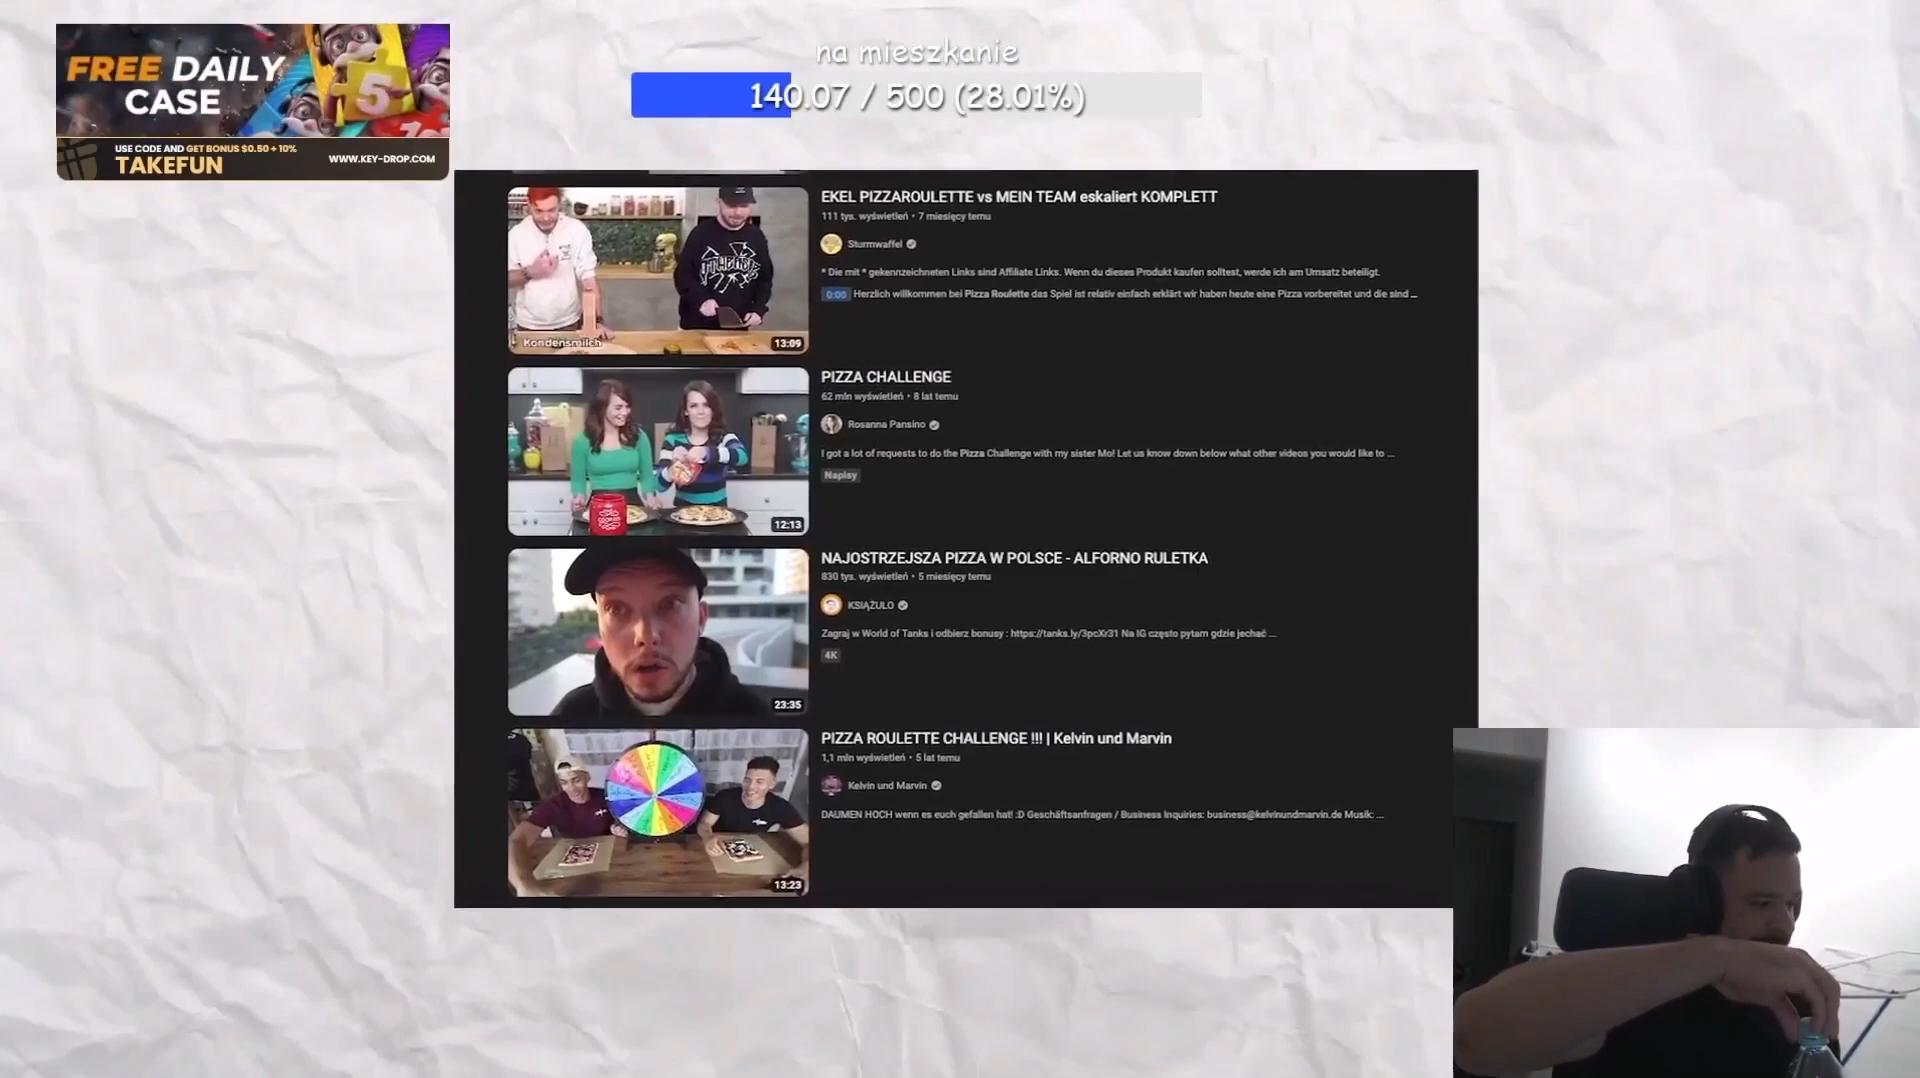 FREE DAILY
CASE
USE CODE AND GET BONUS $0.50 + 10%
TAKEFUN
WWW.KEY-DROP.COM
na mieszkanie
140.07 / 500 (28.01%)
EKEL PIZZAROULETTE vs MEIN TEAM eskaliert KOMPLETT
111 tys. wyświetleń • 7 miesięcy temu
Sturmwaffel
* Die mit * gekennzeichneten Links sind Affiliate Links. Wenn du dieses Produkt kaufen solltest, werde ich am Umsatz beteiligt.
0:00 Herzlich willkommen bei Pizza Roulette das Spiel ist relativ einfach erklärt wir haben heute eine Pizza vorbereitet und die sind ...
Kondensmilch
13:09
PIZZA CHALLENGE
62 mln wyświetleń • 8 lat temu
Rosanna Pansino
I got a lot of requests to do the Pizza Challenge with my sister Mo! Let us know down below what other videos you would like to ...
Napisy
12:13
NAJOSTRZEJSZA PIZZA W POLSCE - ALFORNO RULETKA
830 tys. wyświetleń • 5 miesięcy temu
KSIĄŻULO
Zagraj w World of Tanks i odbierz bonusy : https://tanks.ly/3pcXr31 Na IG często pytam gdzie jechać ...
4K
23:35
PIZZA ROULETTE CHALLENGE !!! | Kelvin und Marvin
1,1 mln wyświetleń • 5 lat temu
Kelvin und Marvin
DAUMEN HOCH wenn es euch gefallen hat! :D Geschäftsanfragen / Business Inquiries: business@kelvinundmarvin.de Musik: ...
13:23